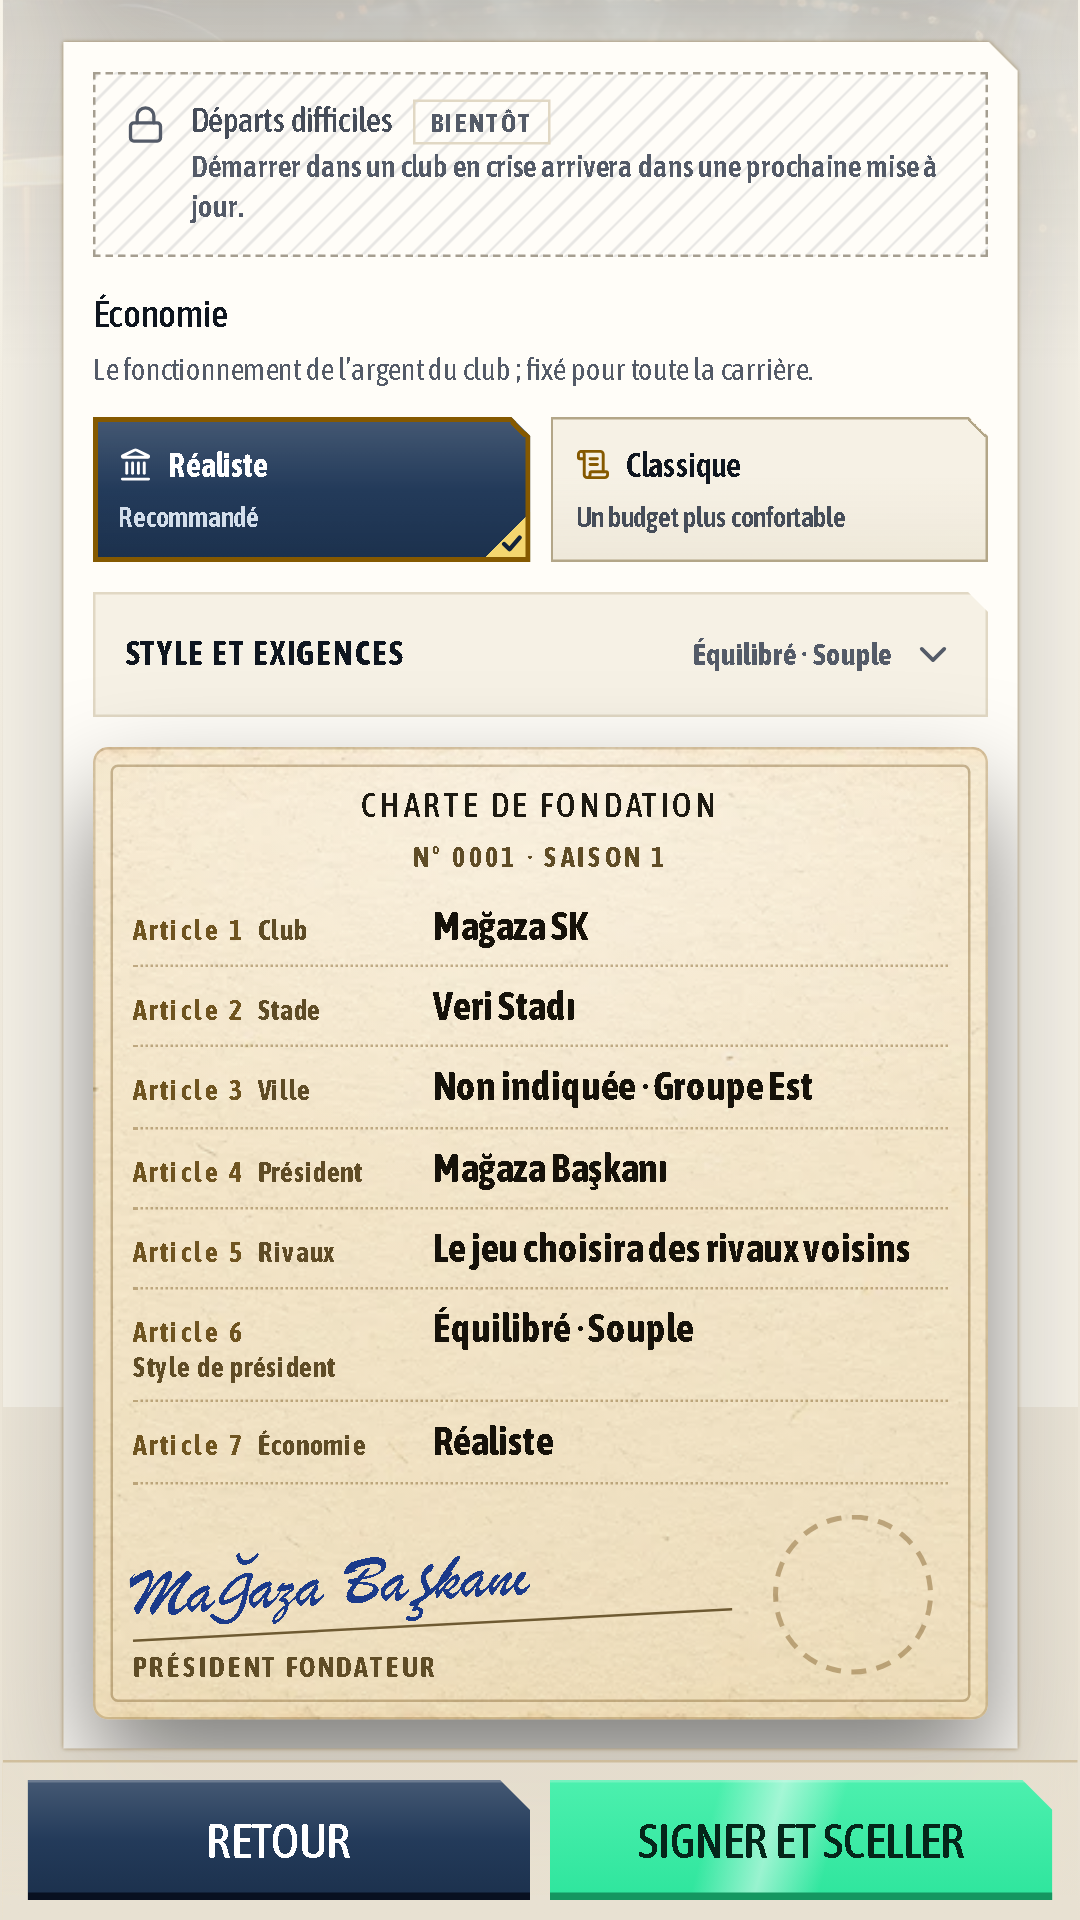 Départs difficiles BIENTÔT
Démarrer dans un club en crise arrivera dans une prochaine mise à
jour.
Économie
Le fonctionnement de l’argent du club ; fixé pour toute la carrière.
Réaliste
Recommandé
Classique
Un budget plus confortable
STYLE ET EXIGENCES Équilibré · Souple
CHARTE DE FONDATION
N° 0001 · SAISON 1
Article 1 Club Mağaza SK
Article 2 Stade Veri Stadı
Article 3 Ville Non indiquée · Groupe Est
Article 4 Président Mağaza Başkanı
Article 5 Rivaux Le jeu choisira des rivaux voisins
Article 6 Équilibré · Souple
Style de président
Article 7 Économie Réaliste
Mağaza Başkanı
PRÉSIDENT FONDATEUR
RETOUR
SIGNER ET SCELLER